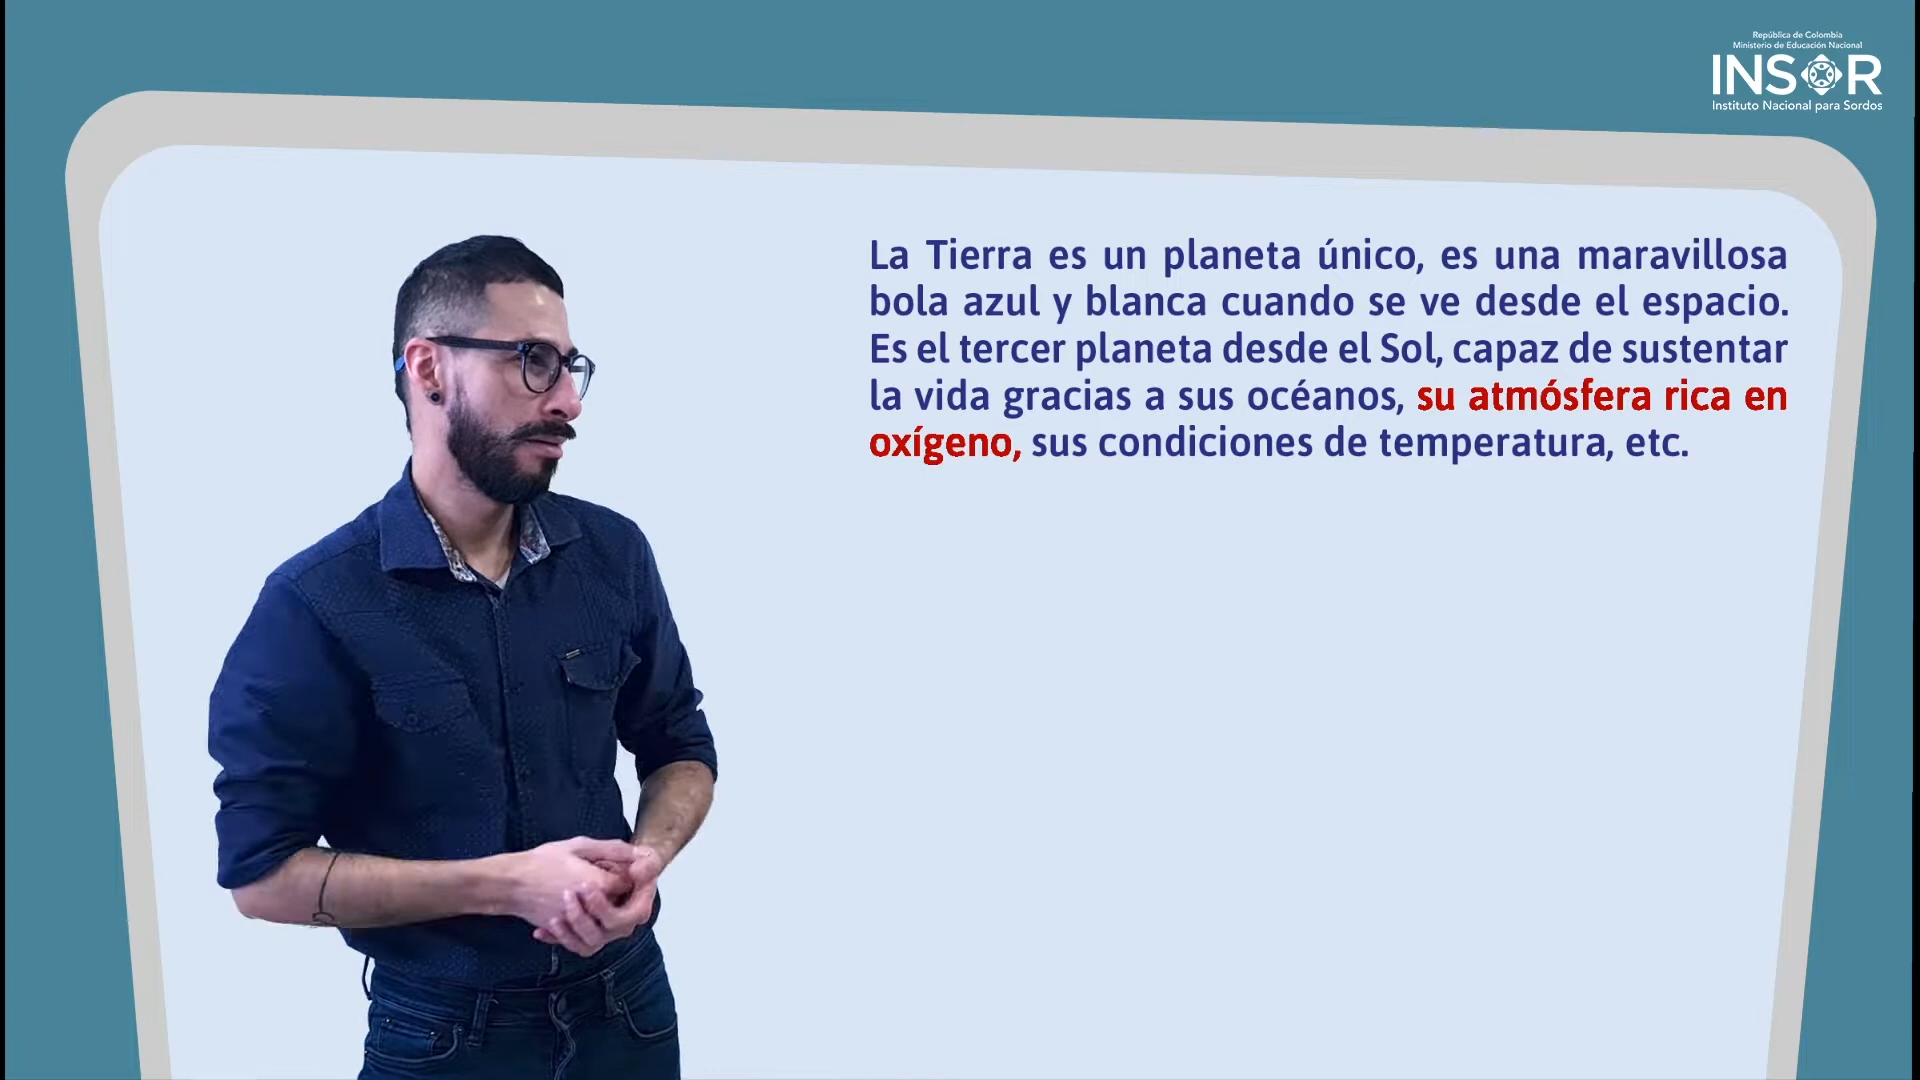 República de Colombia
Ministerio de Educación Nacional
INSOR
Instituto Nacional para Sordos
La Tierra es un planeta único, es una maravillosa
bola azul y blanca cuando se ve desde el espacio.
Es el tercer planeta desde el Sol, capaz de sustentar
la vida gracias a sus océanos, su atmósfera rica en
oxígeno, sus condiciones de temperatura, etc.